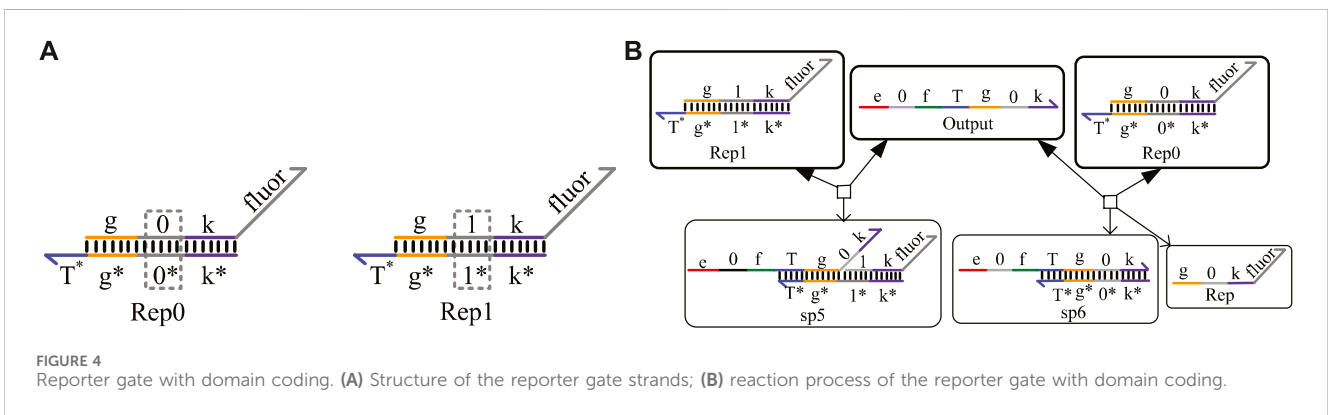 A
g 0 k fluor
T* g* 0* k*
Rep0
g 1 k fluor
T* g* 1* k*
Rep1
B
g 1 k fluor
T* g* 1* k*
Rep1
e 0 f T g 0 k
Output
g 0 k fluor
T* g* 0* k*
Rep0
e 0 f T g 0 k 1 k fluor
T* g* 1* k*
sp5
e 0 f T g 0 k
T* g* 0* k*
sp6
g 0 k fluor
Rep
FIGURE 4
Reporter gate with domain coding. (A) Structure of the reporter gate strands; (B) reaction process of the reporter gate with domain coding.